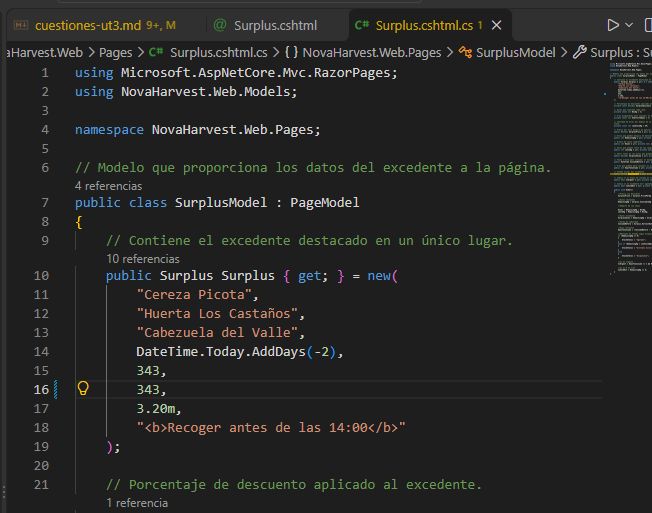 cuestiones-ut3.md 9+, M
Surplus.cshtml
C# Surplus.cshtml.cs 1
aHarvest.Web > Pages > C# Surplus.cshtml.cs > {} NovaHarvest.Web.Pages > SurplusModel > Surplus : S
1 using Microsoft.AspNetCore.Mvc.RazorPages;
2 using NovaHarvest.Web.Models;
3
4 namespace NovaHarvest.Web.Pages;
5
6 // Modelo que proporciona los datos del excedente a la página.
4 referencias
7 public class SurplusModel : PageModel
8 {
9 // Contiene el excedente destacado en un único lugar.
10 referencias
10 public Surplus Surplus { get; } = new(
11 "Cereza Picota",
12 "Huerta Los Castaños",
13 "Cabezuela del Valle",
14 DateTime.Today.AddDays(-2),
15 343,
16 343,
17 3.20m,
18 "<b>Recoger antes de las 14:00</b>"
19 );
20
21 // Porcentaje de descuento aplicado al excedente.
1 referencia